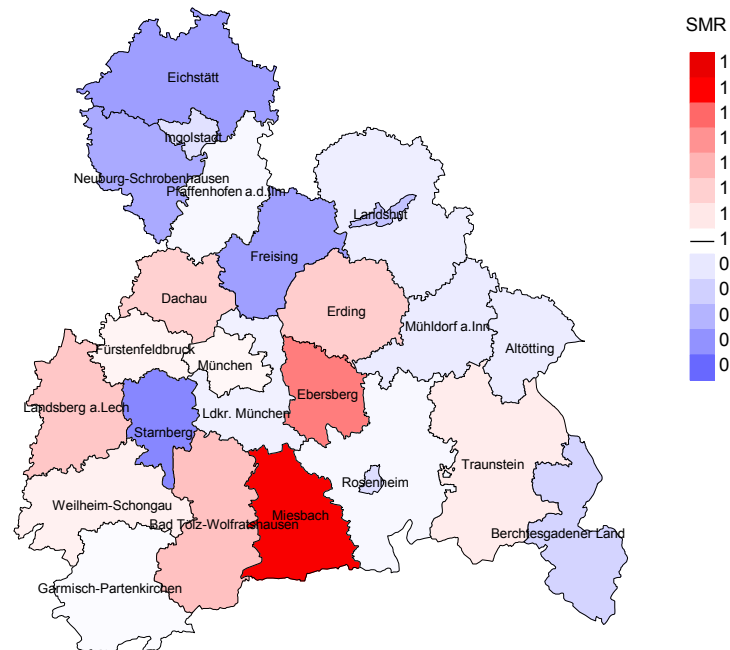 SMR
1
1
1
1
1
1
1
1
0
0
0
0
0
Eichstätt
Ingolstadt
Neuburg-Schrobenhausen
Pfaffenhofen a.d.Ilm
Landshut
Freising
Dachau
Erding
Mühldorf a.Inn
Altötting
Fürstenfeldbruck
München
Ebersberg
Landsberg a.Lech
Ldkr. München
Starnberg
Traunstein
Rosenheim
Weilheim-Schongau
Bad Tölz-Wolfratshausen
Miesbach
Berchtesgadener Land
Garmisch-Partenkirchen